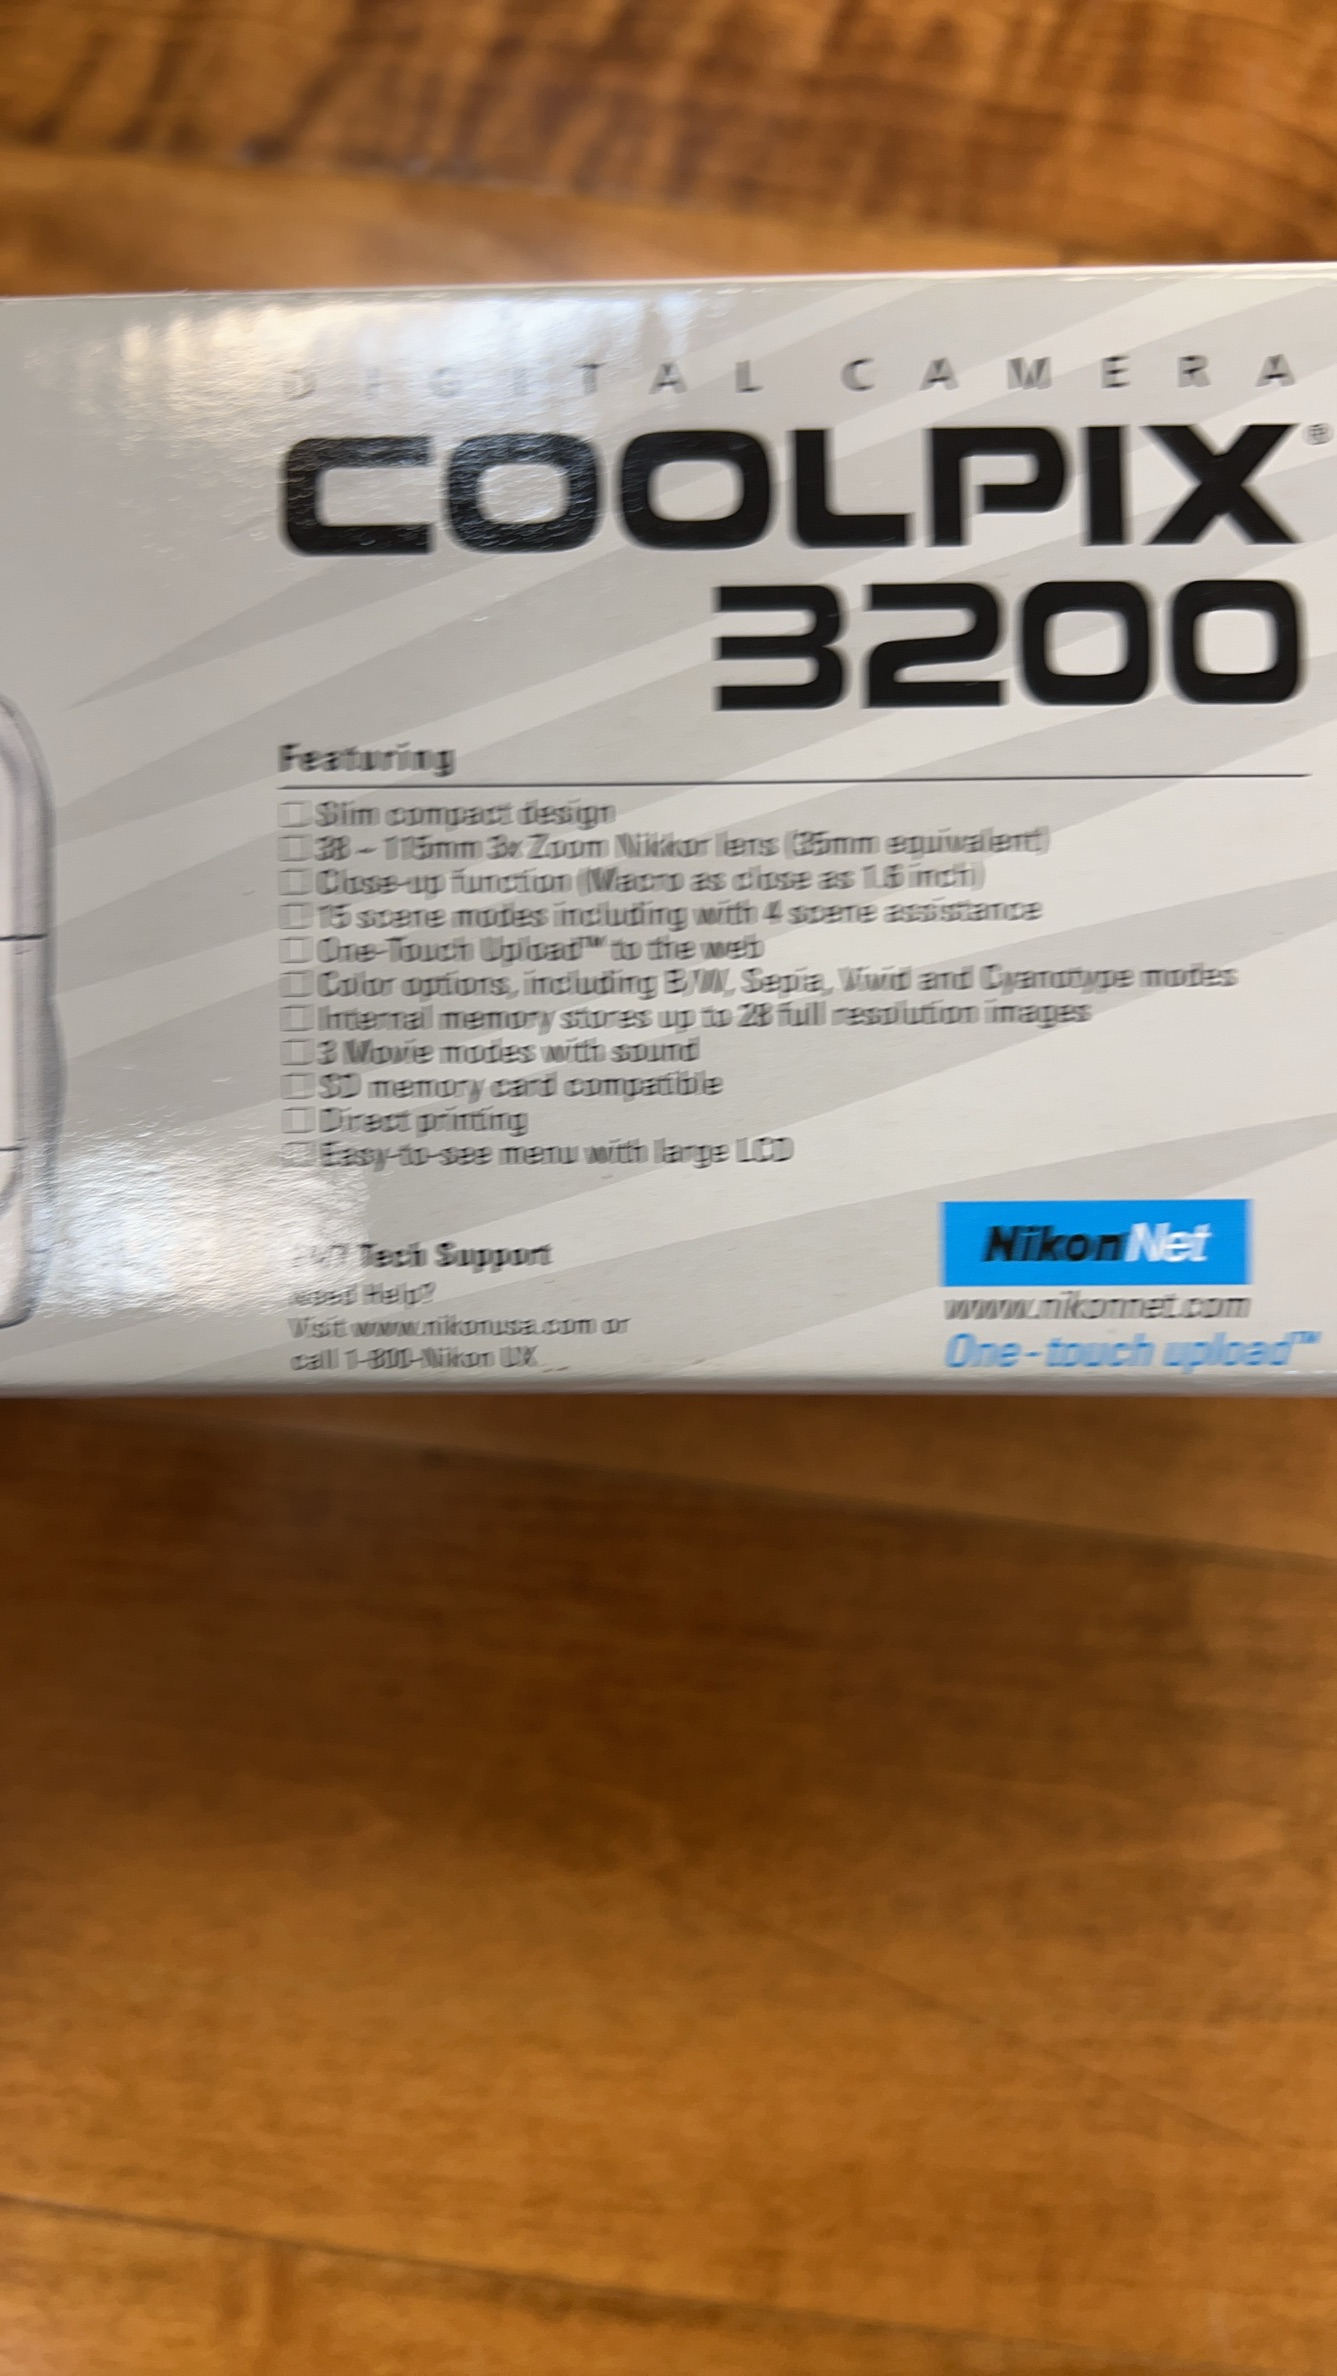 DIGITAL CAMERA
COOLPIX®
3200
Featuring
38 – 115mm 3x Zoom Nikkor lens (35mm equivalent)
Slim compact design
Close-up function (Macro as close as 1.6 inch)
15 scene modes including with 4 scene assistance
One-Touch Upload™ to the web
Color options, including B/W, Sepia, Vivid and Cyanotype modes
Internal memory stores up to 28 full resolution images
3 Movie modes with sound
SD memory card compatible
Direct printing
Easy-to-see menu with large LCD
Tech Support
Need Help?
Visit www.nikonusa.com or
call 1-800-Nikon UX
NikonNet
www.nikonnet.com
One-touch upload™